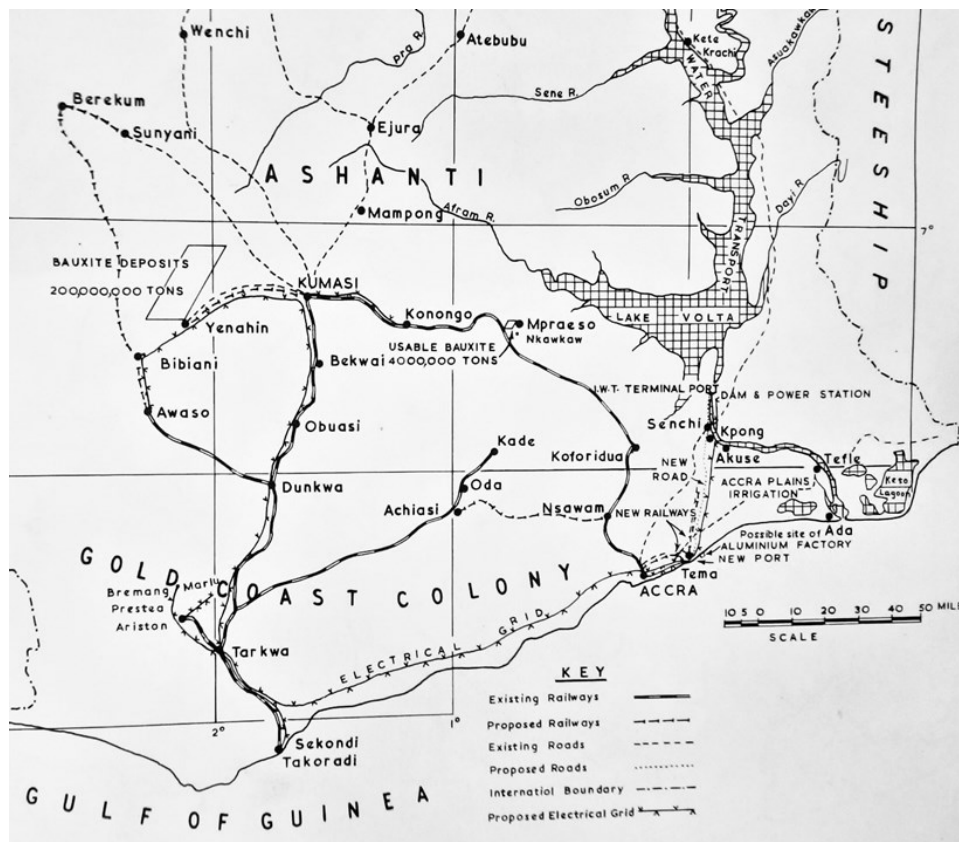 Wenchi
Atebubu
Pra R.
Kete
Krachi
WATER
Asuakawkaw
STEESHIP
Berekum
Sunyani
Ejura
Sene R.
ASHANTI
Obosum R.
Dayi R.
Mampong
Afram R.
7°
TRANSPORT
BAUXITE DEPOSITS
200,000,000 TONS
KUMASI
Yenahin
Konongo
Mpraeso
Nkawkaw
LAKE VOLTA
USABLE BAUXITE
4000,000 TONS
Bibiani
Bekwai
I.W.T. TERMINAL PORT
DAM & POWER STATION
Awaso
Obuasi
Senchi
Kpong
Kade
Koforidua
Akuse
Tefle
NEW
ROAD
ACCRA PLAINS
IRRIGATION
Keta
Lagoon
Dunkwa
Oda
Achiasi
Nsawam
NEW RAILWAYS
Ada
Possible site of
ALUMINIUM FACTORY
NEW PORT
Tema
ACCRA
GOLD COAST COLONY
Bremang
Marlu
Prestea
Ariston
Tarkwa
ELECTRICAL GRID
10 5 0 10 20 30 40 50 MILE
SCALE
2°
1°
Sekondi
Takoradi
GULF OF GUINEA
KEY
Existing Railways
Proposed Railways
Existing Roads
Proposed Roads
Internatiol Boundary
Proposed Electrical Grid